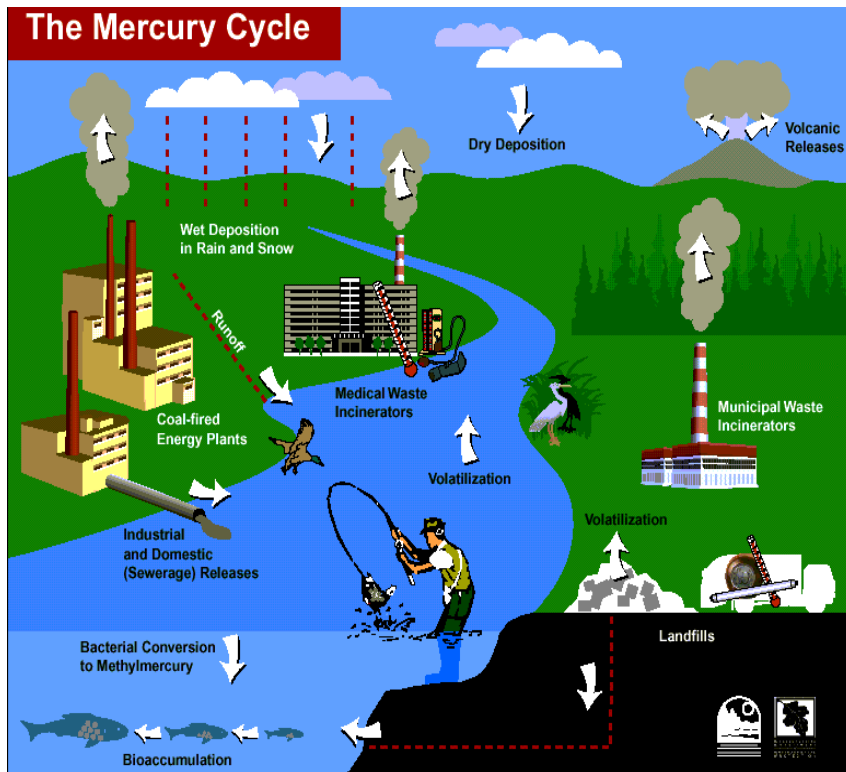 The Mercury Cycle
Dry Deposition
Volcanic
Releases
Wet Deposition
in Rain and Snow
Runoff
Coal-fired
Energy Plants
Medical Waste
Incinerators
Municipal Waste
Incinerators
Volatilization
Industrial
and Domestic
(Sewerage) Releases
Volatilization
Bacterial Conversion
to Methylmercury
Landfills
Bioaccumulation